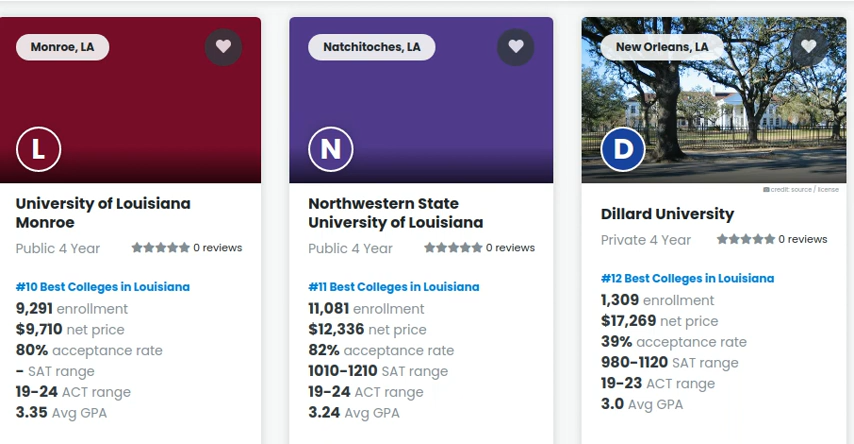 Monroe, LA
L
University of Louisiana
Monroe
Public 4 Year
0 reviews
#10 Best Colleges in Louisiana
9,291 enrollment
$9,710 net price
80% acceptance rate
- SAT range
19-24 ACT range
3.35 Avg GPA
Natchitoches, LA
N
Northwestern State
University of Louisiana
Public 4 Year
0 reviews
#11 Best Colleges in Louisiana
11,081 enrollment
$12,336 net price
82% acceptance rate
1010-1210 SAT range
19-24 ACT range
3.24 Avg GPA
New Orleans, LA
D
credit: source / license
Dillard University
Private 4 Year
0 reviews
#12 Best Colleges in Louisiana
1,309 enrollment
$17,269 net price
39% acceptance rate
980-1120 SAT range
19-23 ACT range
3.0 Avg GPA